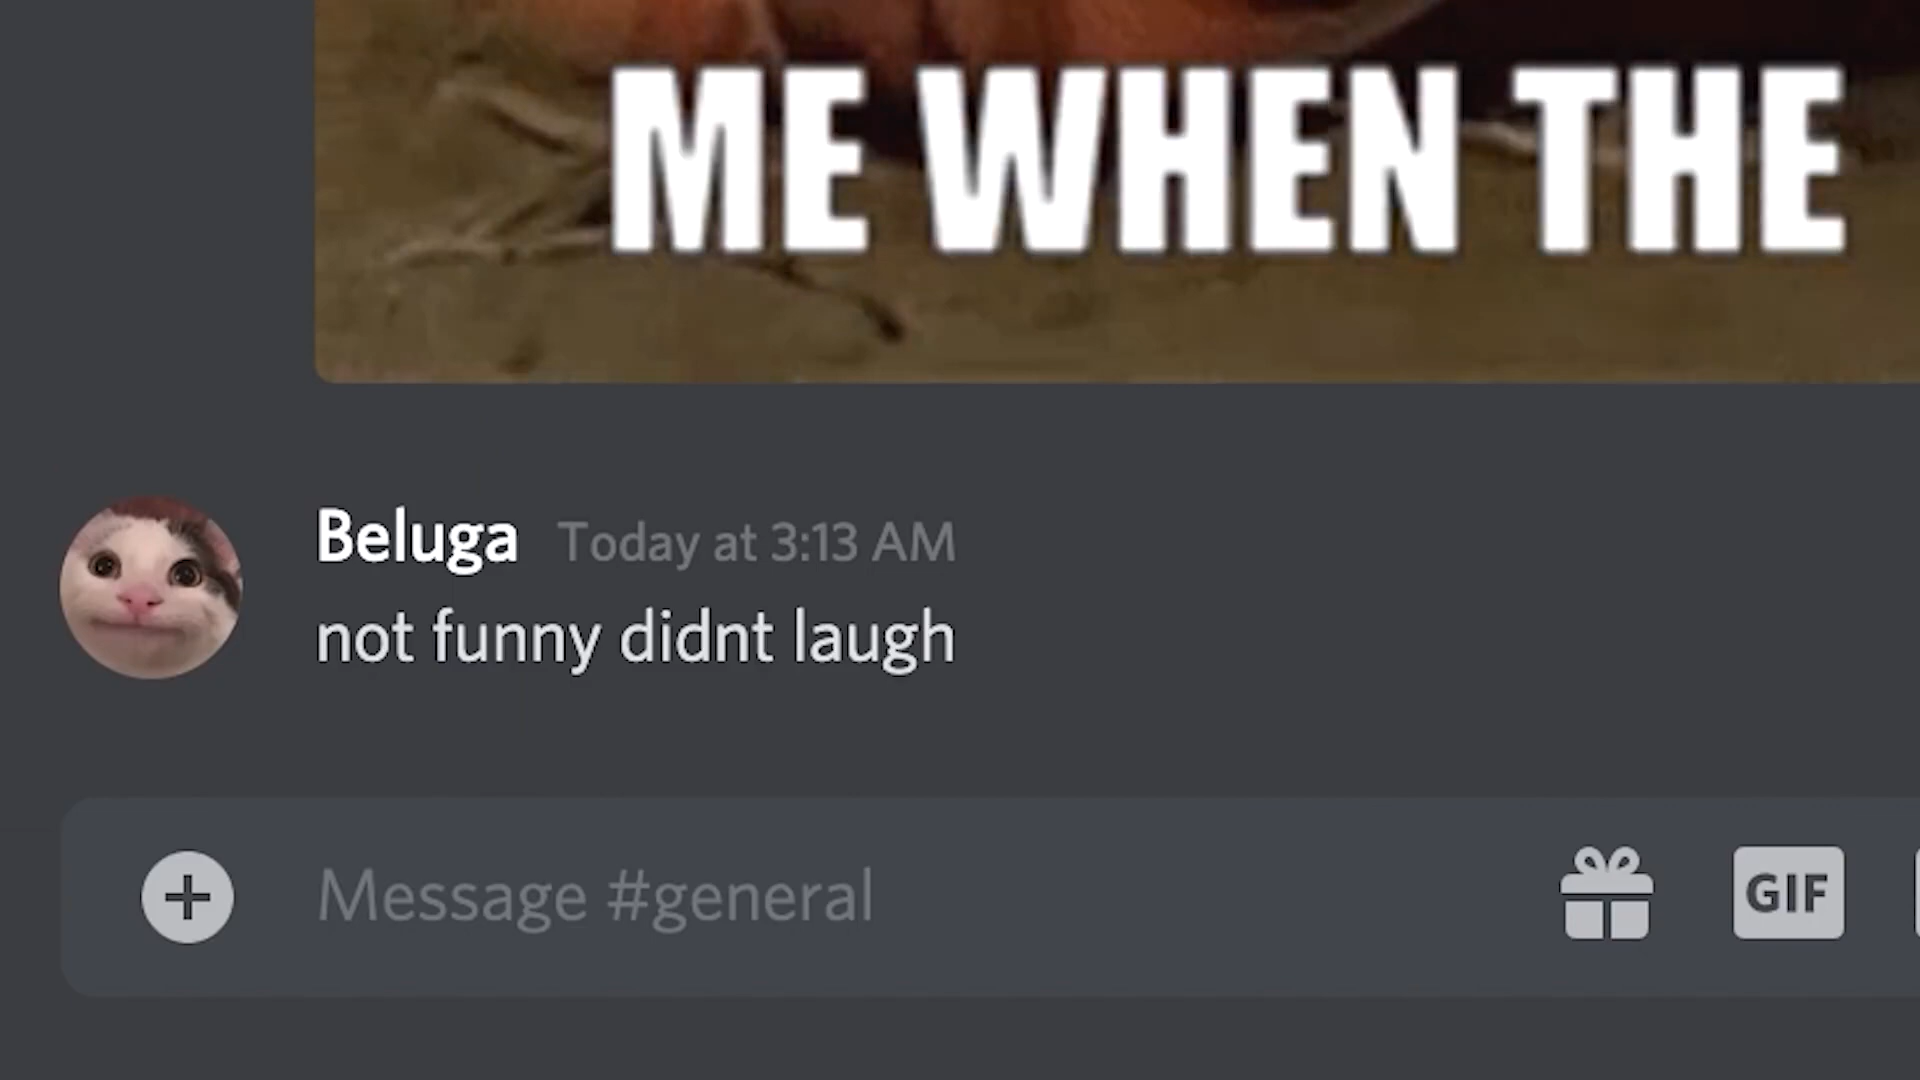 ME WHEN THE
Beluga Today at 3:13 AM
not funny didnt laugh
Message #general
GIF